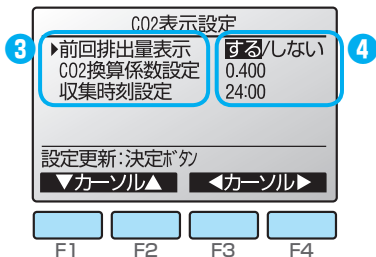 CO2表示設定
3 ▶前回排出量表示 する/しない 4
CO2換算係数設定 0.400
収集時刻設定 24:00
設定更新:決定ボタン
▼カーソル▲ ◀カーソル▶
F1 F2 F3 F4